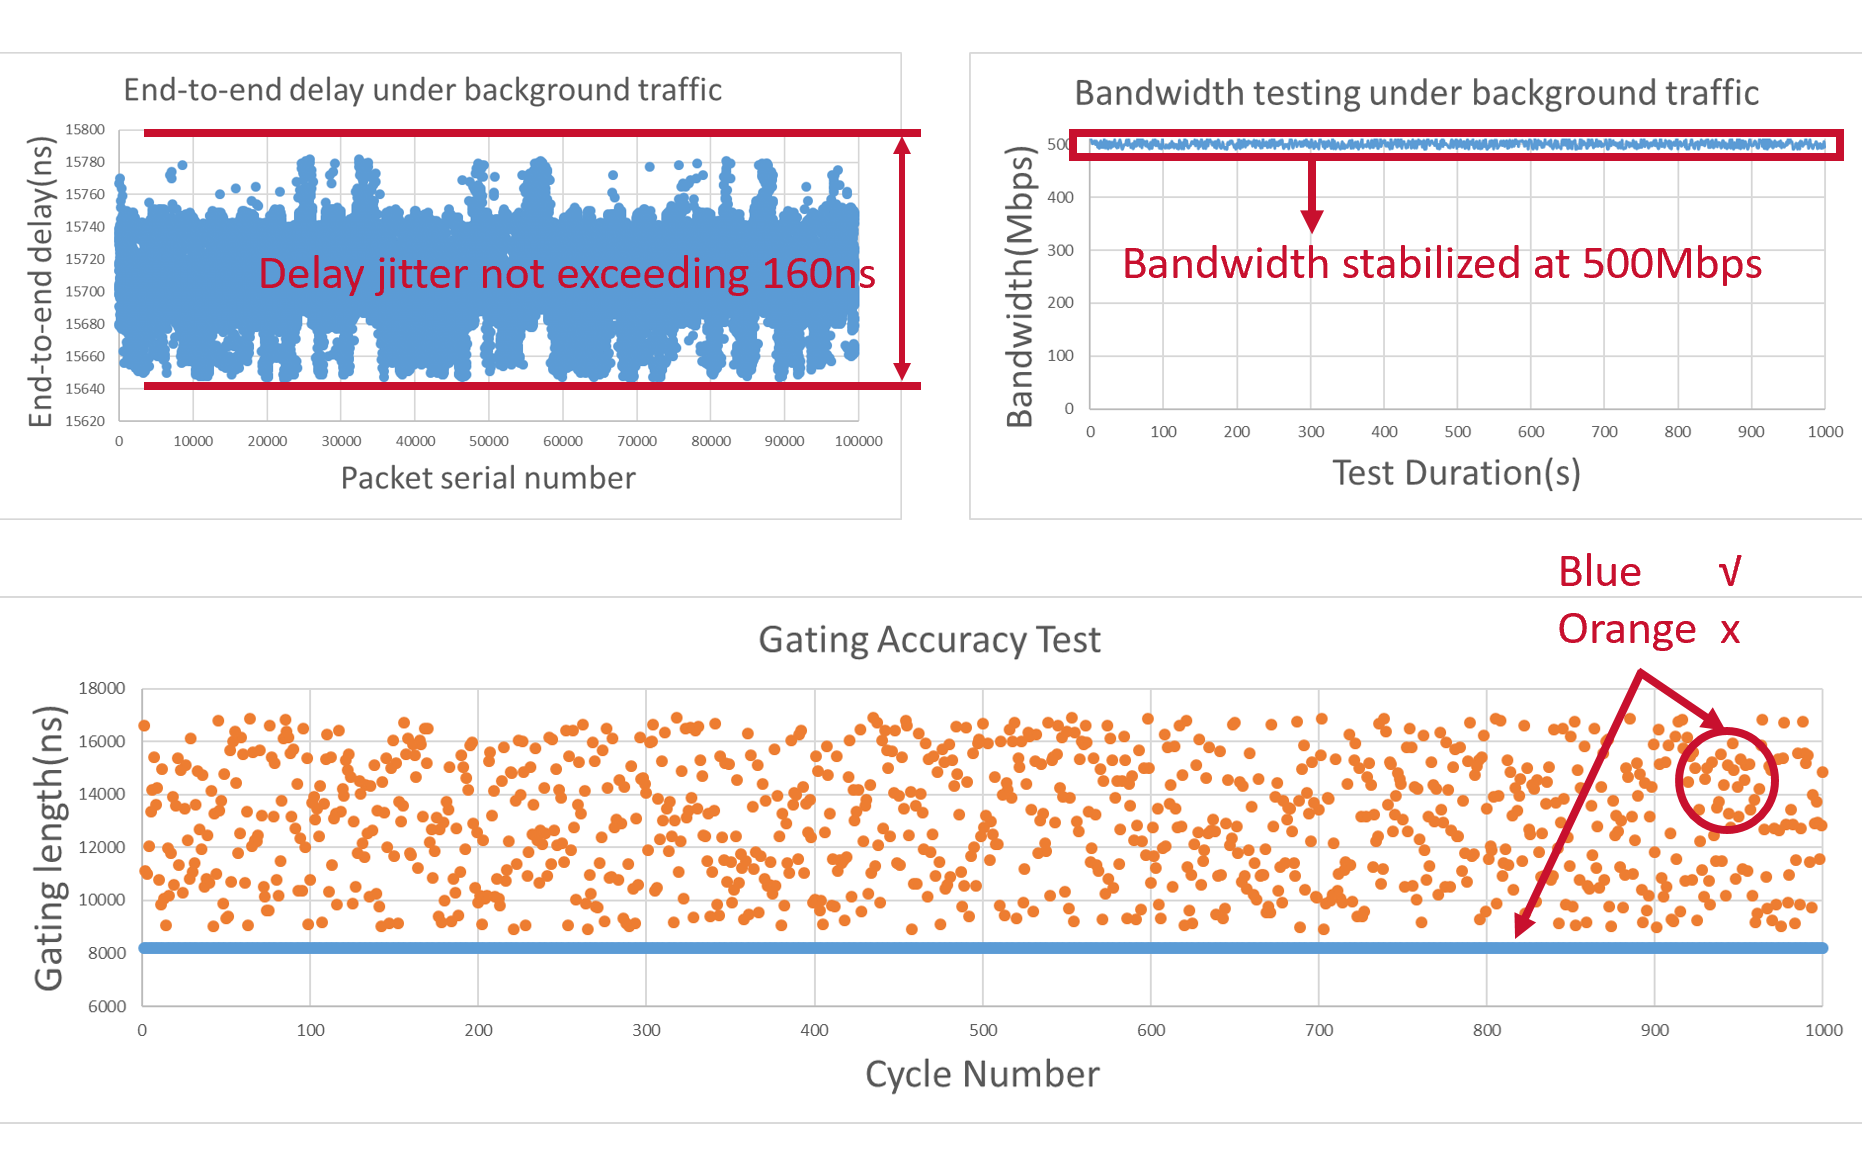 End-to-end delay under background traffic
End-to-end delay(ns)
15800
15780
15760
15740
15720
15700
15680
15660
15640
15620
Delay jitter not exceeding 160ns
0 10000 20000 30000 40000 50000 60000 70000 80000 90000 100000
Packet serial number
Bandwidth testing under background traffic
Bandwidth(Mbps)
500
400
300
200
100
0
Bandwidth stabilized at 500Mbps
0 100 200 300 400 500 600 700 800 900 1000
Test Duration(s)
Blue √
Orange x
Gating Accuracy Test
Gating length(ns)
18000
16000
14000
12000
10000
8000
6000
0 100 200 300 400 500 600 700 800 900 1000
Cycle Number